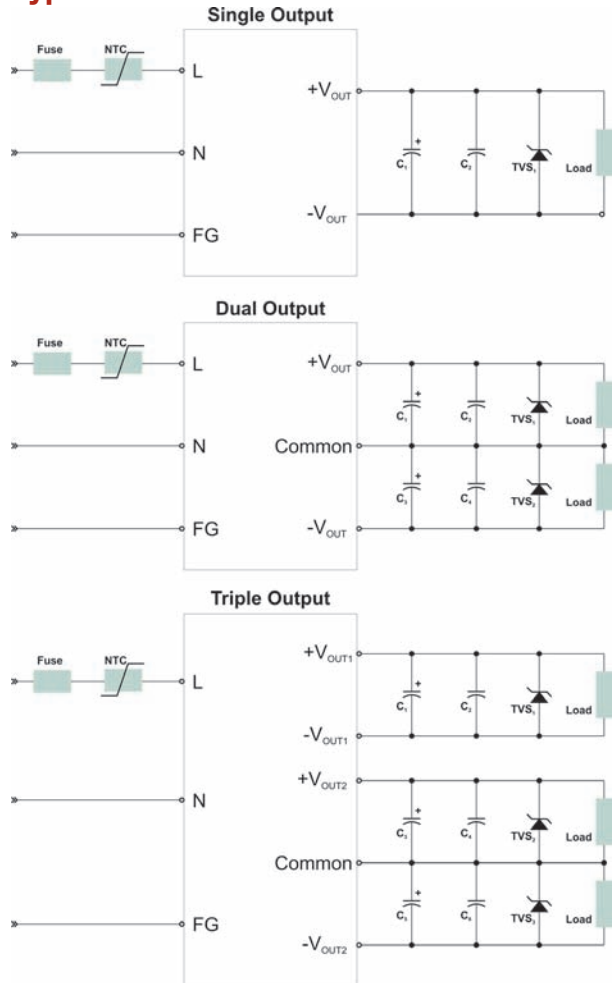 Single Output
Fuse NTC
L
+VOUT
N
+
C1 C2 TVS1 Load
-VOUT
FG
Dual Output
Fuse NTC
L
+VOUT
+
C1 C2 TVS1 Load
N
Common
+
C3 C4 TVS2 Load
FG
-VOUT
Triple Output
Fuse NTC
L
+VOUT1
+
C1 C2 TVS1 Load
-VOUT1
+VOUT2
N
+
C3 C4 TVS2 Load
Common
+
C5 C6 TVS3 Load
FG
-VOUT2